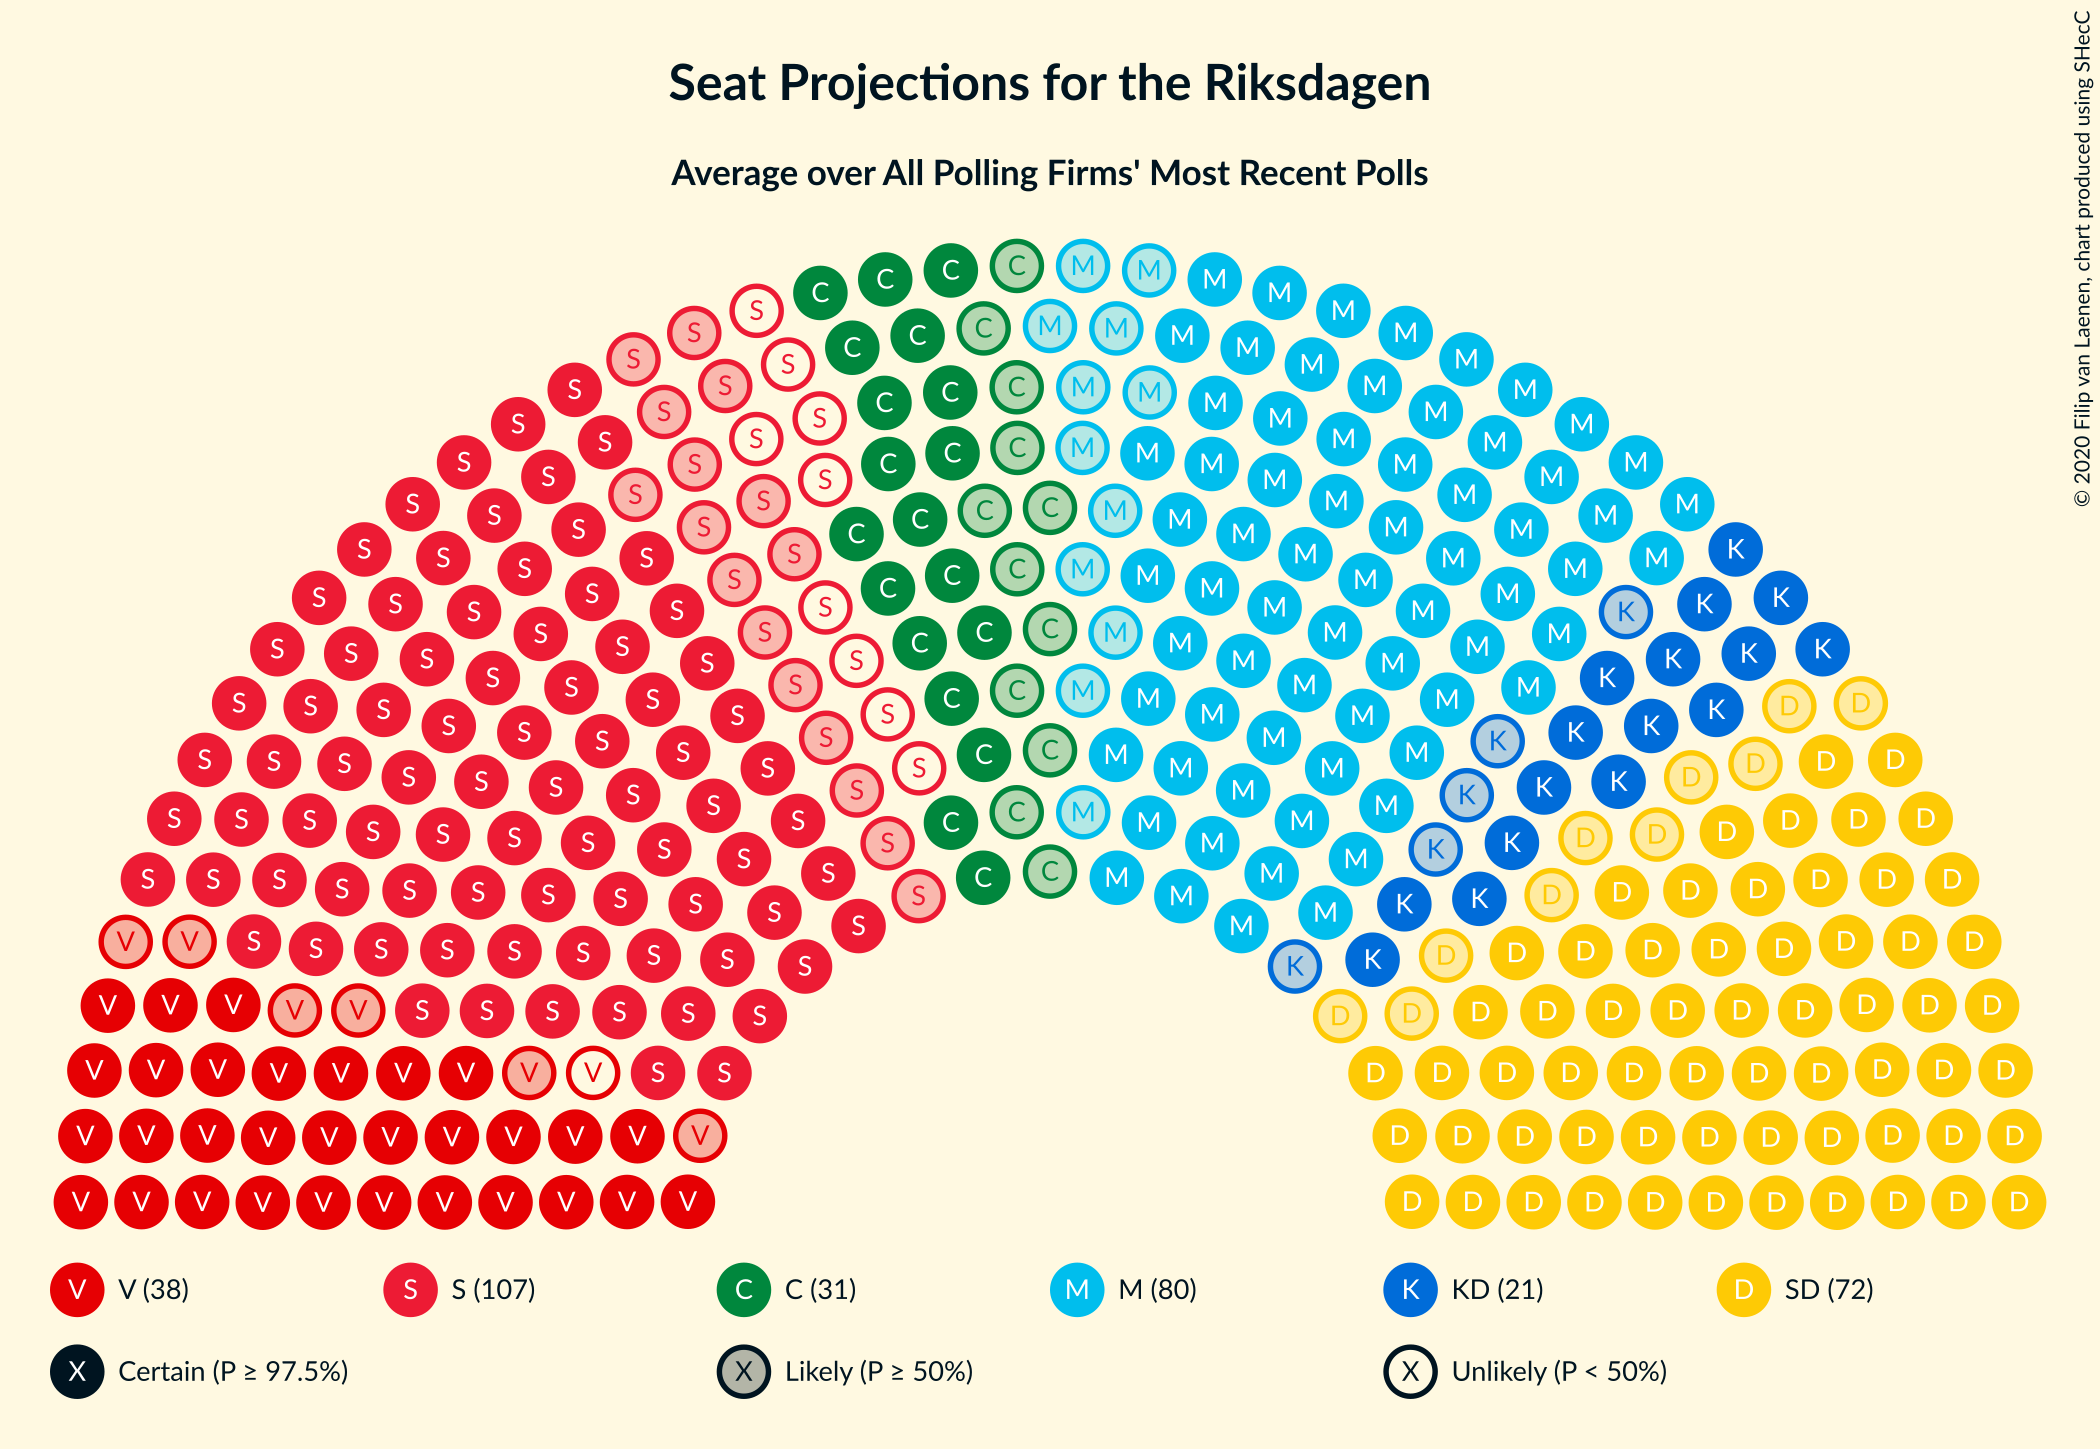 Seat Projections for the Riksdagen
Average over All Polling Firms' Most Recent Polls
© 2020 Filip van Laenen, chart produced using SHecC
V V (38) S S (107) C C (31) M M (80) K KD (21) D SD (72)
X Certain (P ≥ 97.5%) X Likely (P ≥ 50%) X Unlikely (P < 50%)